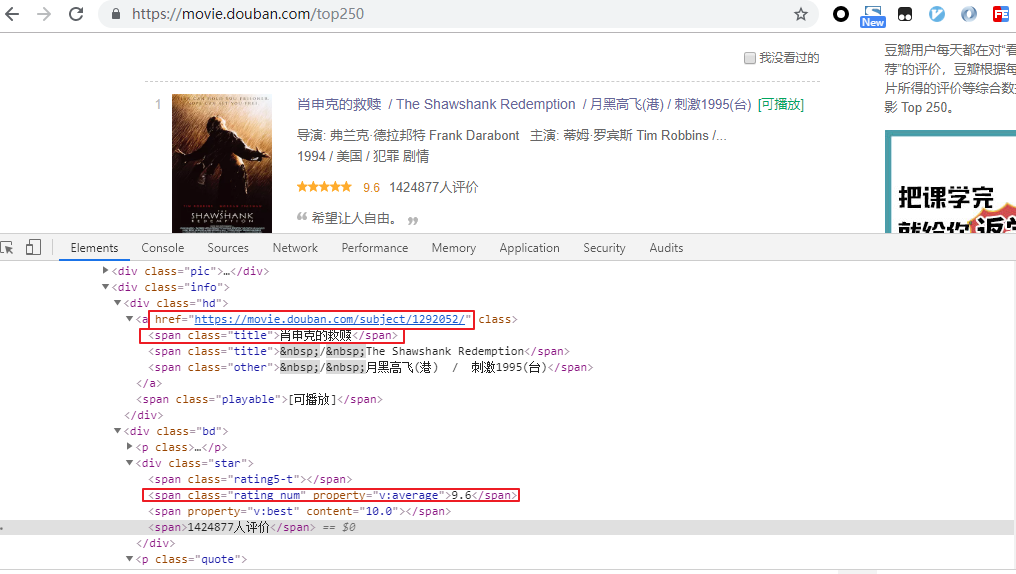 https://movie.douban.com/top250
New
我没看过的
豆瓣用户每天都在对“看
荐”的评价，豆瓣根据每
片所得的评价等综合数据
影 Top 250。
1
肖申克的救赎 / The Shawshank Redemption / 月黑高飞(港) / 刺激1995(台) [可播放]
导演: 弗兰克·德拉邦特 Frank Darabont 主演: 蒂姆·罗宾斯 Tim Robbins /...
1994 / 美国 / 犯罪 剧情
9.6 1424877人评价
“ 希望让人自由。 ”
THE
SHAWSHANK
REDEMPTION
把课学完
就给你返学
Elements Console Sources Network Performance Memory Application Security Audits
<div class="pic">…</div>
<div class="info">
<div class="hd">
<a href="https://movie.douban.com/subject/1292052/" class>
<span class="title">肖申克的救赎</span>
<span class="title">&nbsp;/&nbsp;The Shawshank Redemption</span>
<span class="other">&nbsp;/&nbsp;月黑高飞(港) / 刺激1995(台)</span>
</a>
<span class="playable">[可播放]</span>
</div>
<div class="bd">
<p class>…</p>
<div class="star">
<span class="rating5-t"></span>
<span class="rating_num" property="v:average">9.6</span>
<span property="v:best" content="10.0"></span>
<span>1424877人评价</span> == $0
</div>
<p class="quote">